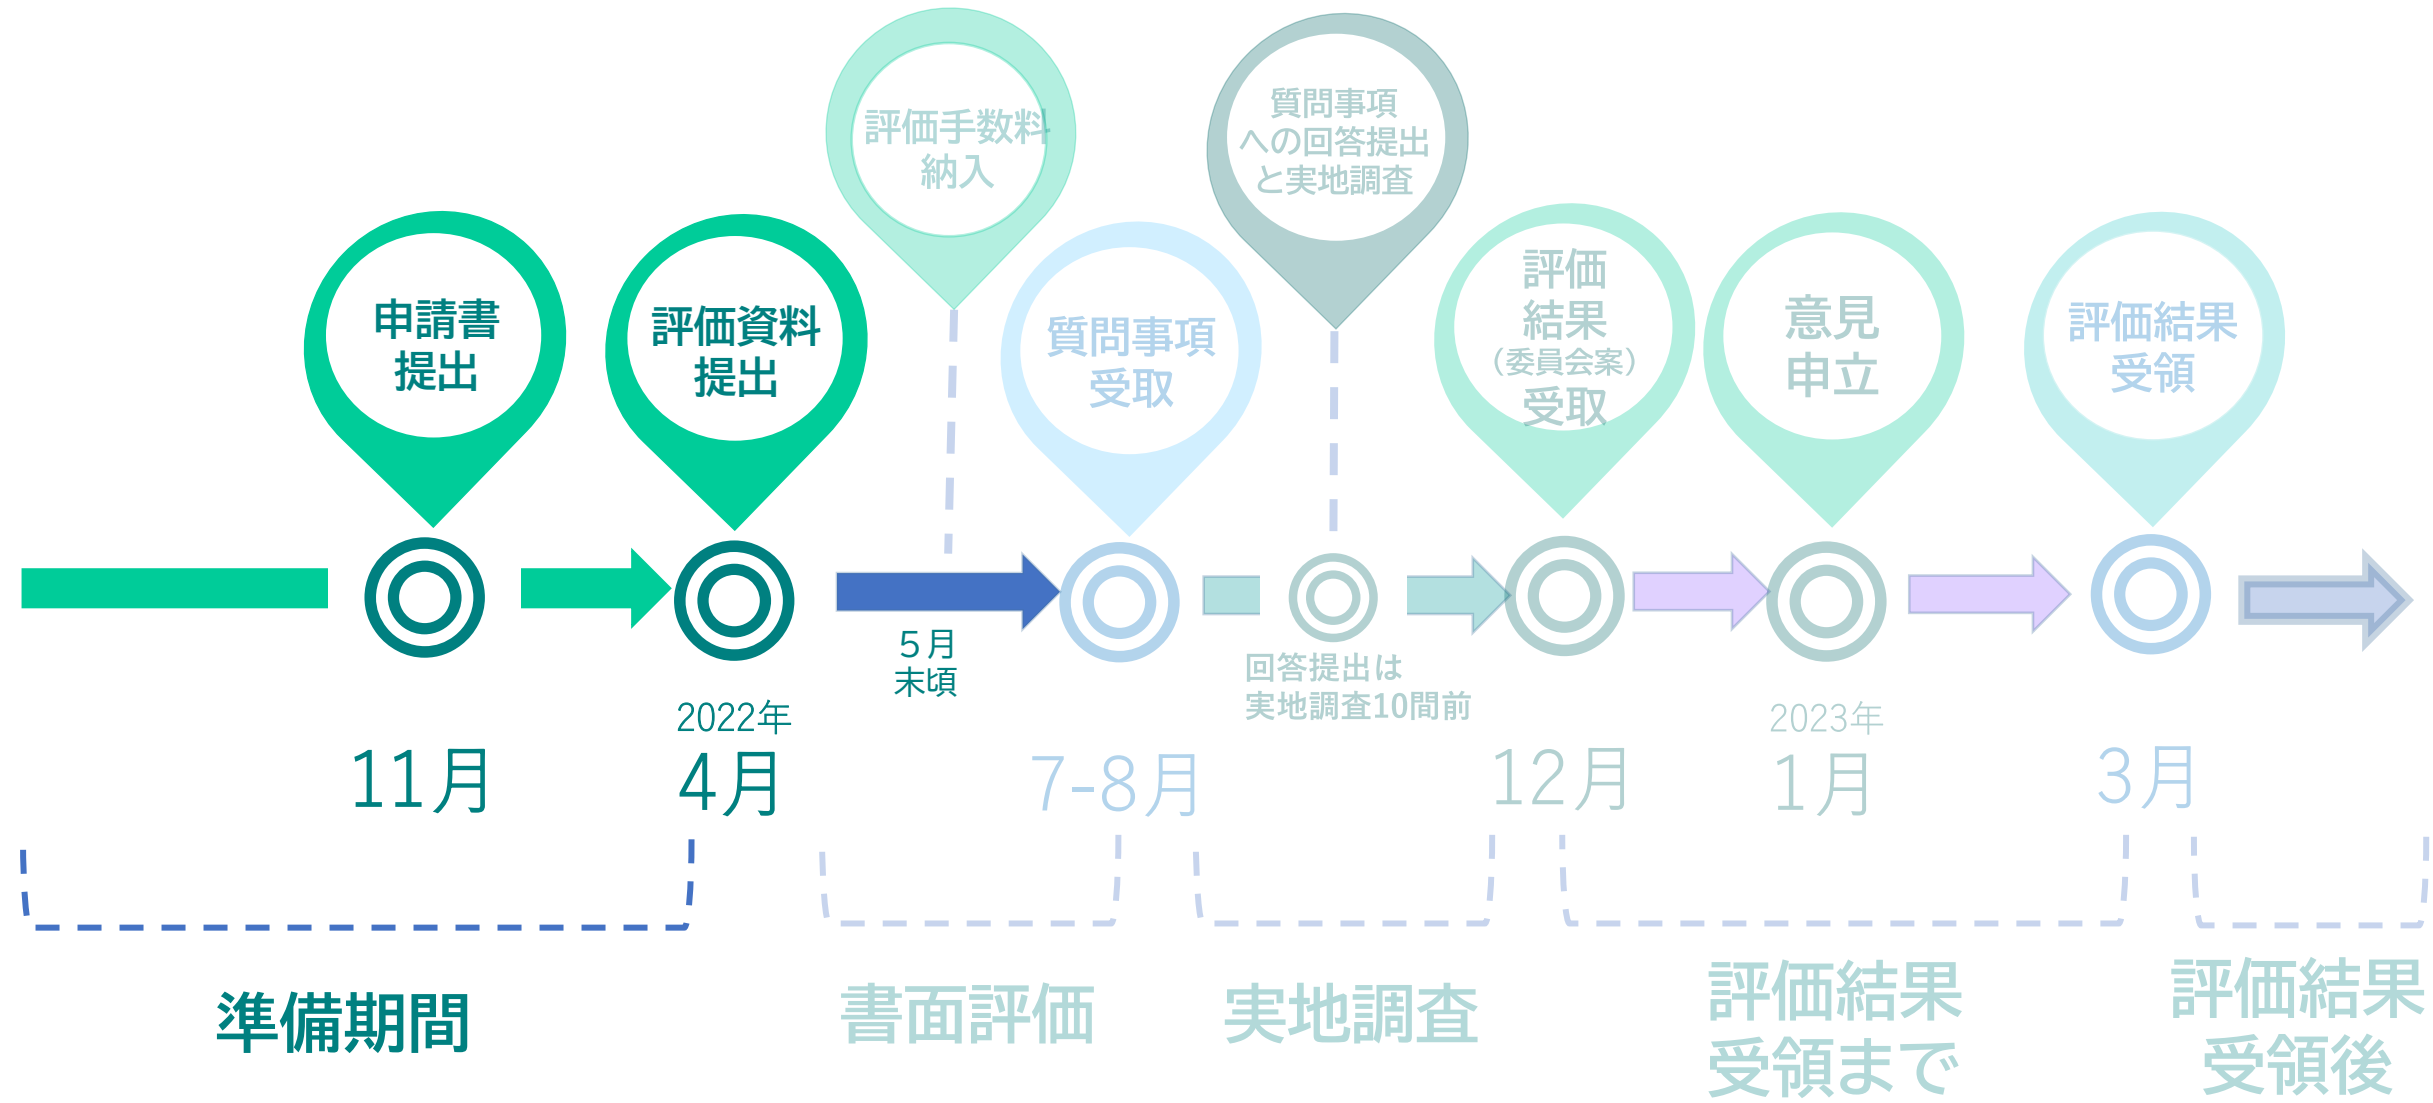 評価手数料
納入
質問事項
への回答提出
と実地調査
申請書
提出
評価資料
提出
質問事項
受取
評価
結果
（委員会案）
受取
意見
申立
評価結果
受領
５月
末頃
回答提出は
実地調査10間前
11月
2022年
4月
7-8月
12月
2023年
1月
3月
準備期間
書面評価
実地調査
評価結果
受領まで
評価結果
受領後